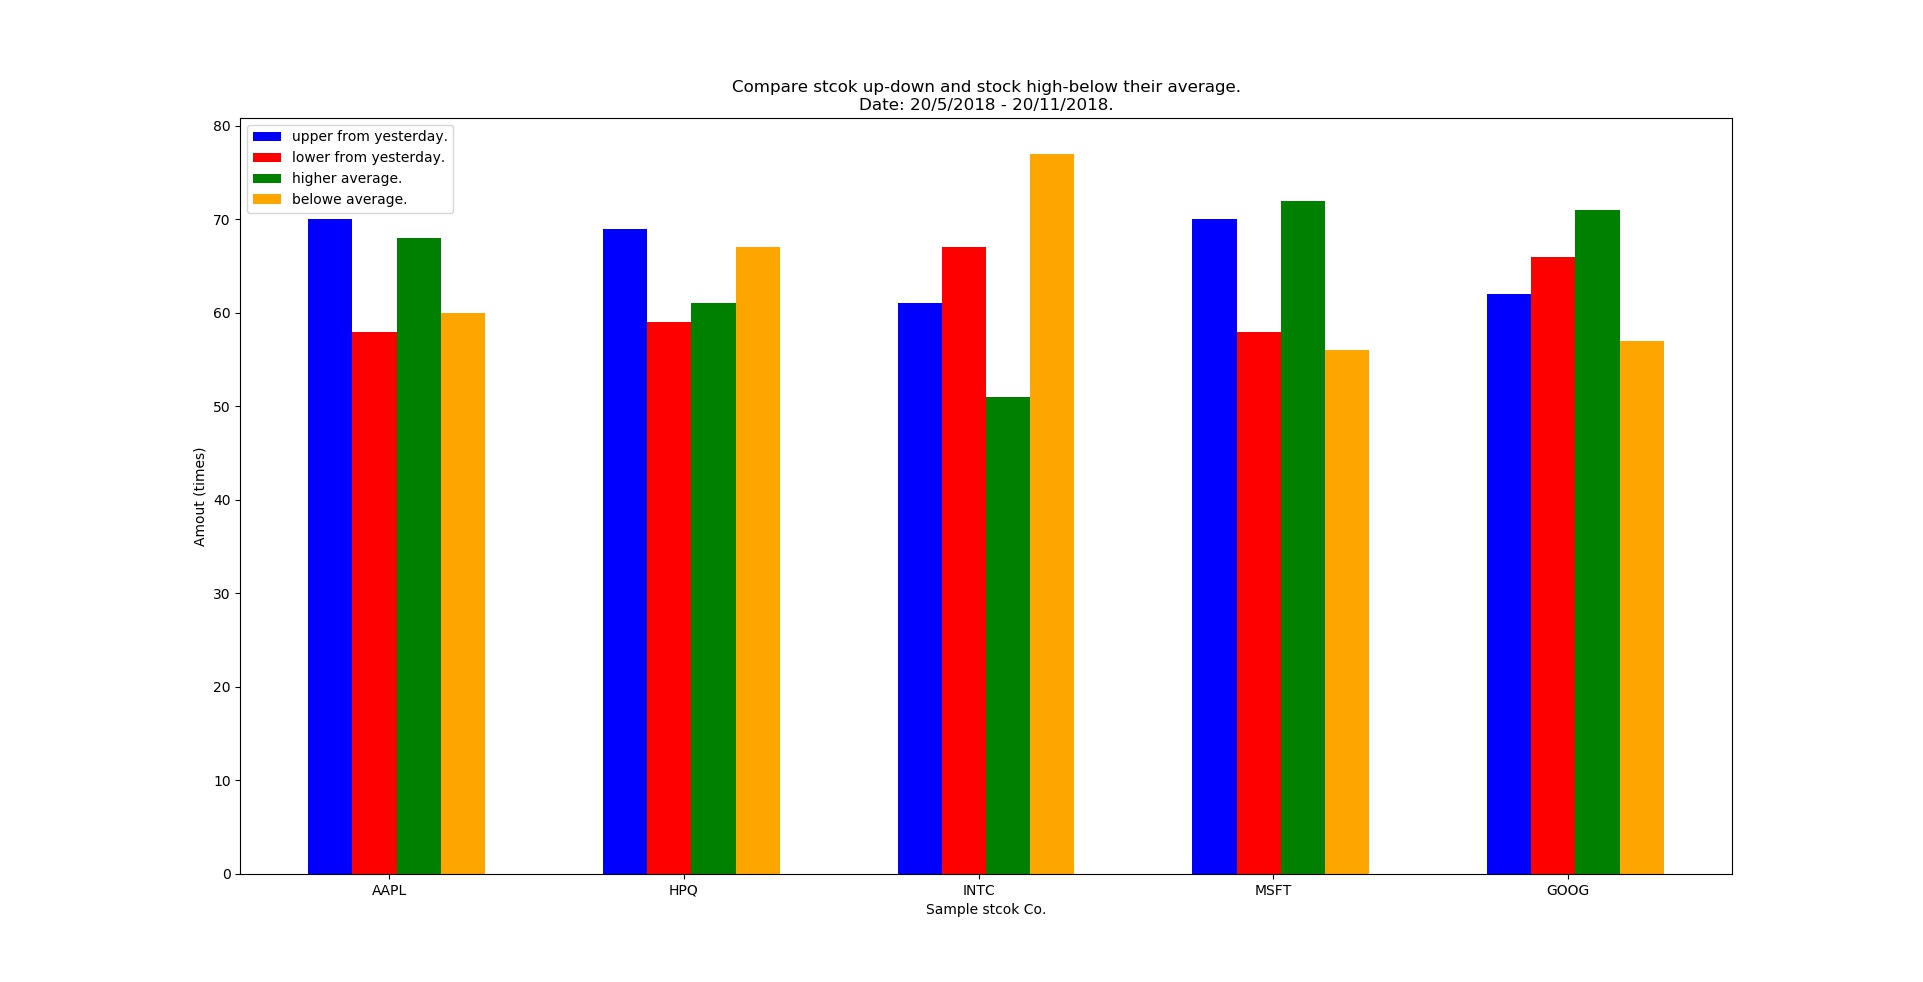 Compare stcok up-down and stock high-below their average.
Date: 20/5/2018 - 20/11/2018.
upper from yesterday.
lower from yesterday.
higher average.
belowe average.
80
70
60
50
40
30
20
10
0
Amout (times)
AAPL HPQ INTC MSFT GOOG
Sample stcok Co.